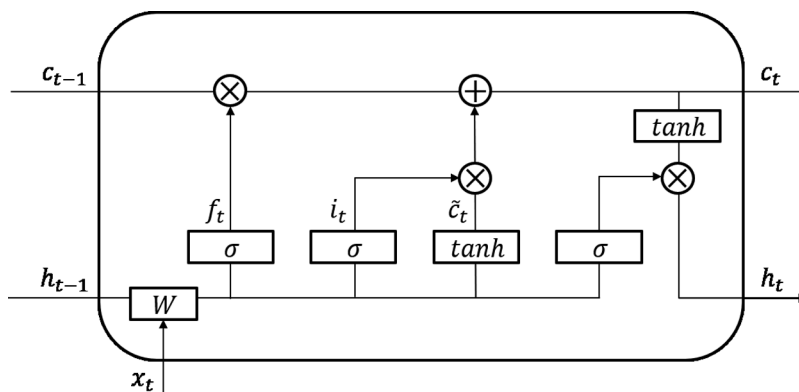 c_{t-1} c_t
tanh
f_t i_t c̃_t
σ σ tanh σ
h_{t-1} h_t
W
x_t